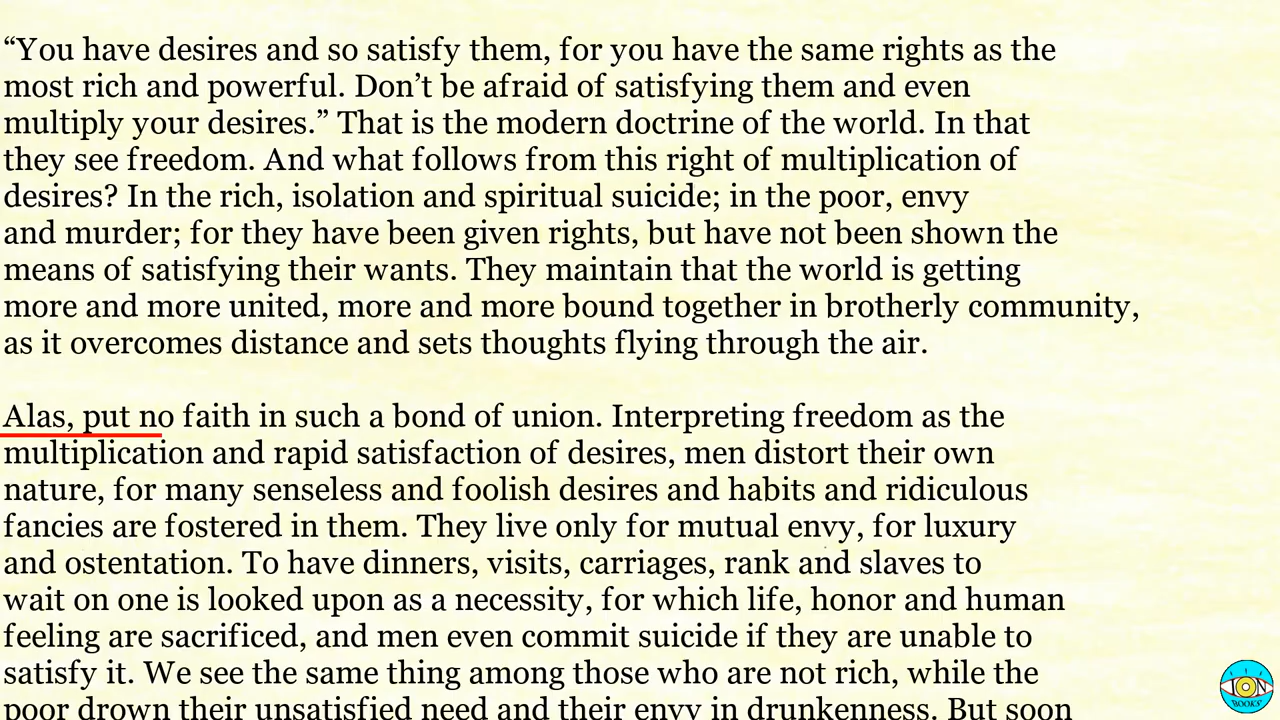 “You have desires and so satisfy them, for you have the same rights as the
most rich and powerful. Don’t be afraid of satisfying them and even
multiply your desires.” That is the modern doctrine of the world. In that
they see freedom. And what follows from this right of multiplication of
desires? In the rich, isolation and spiritual suicide; in the poor, envy
and murder; for they have been given rights, but have not been shown the
means of satisfying their wants. They maintain that the world is getting
more and more united, more and more bound together in brotherly community,
as it overcomes distance and sets thoughts flying through the air.
Alas, put no faith in such a bond of union. Interpreting freedom as the
multiplication and rapid satisfaction of desires, men distort their own
nature, for many senseless and foolish desires and habits and ridiculous
fancies are fostered in them. They live only for mutual envy, for luxury
and ostentation. To have dinners, visits, carriages, rank and slaves to
wait on one is looked upon as a necessity, for which life, honor and human
feeling are sacrificed, and men even commit suicide if they are unable to
satisfy it. We see the same thing among those who are not rich, while the
poor drown their unsatisfied need and their envy in drunkenness. But soon
ION
BOOKS